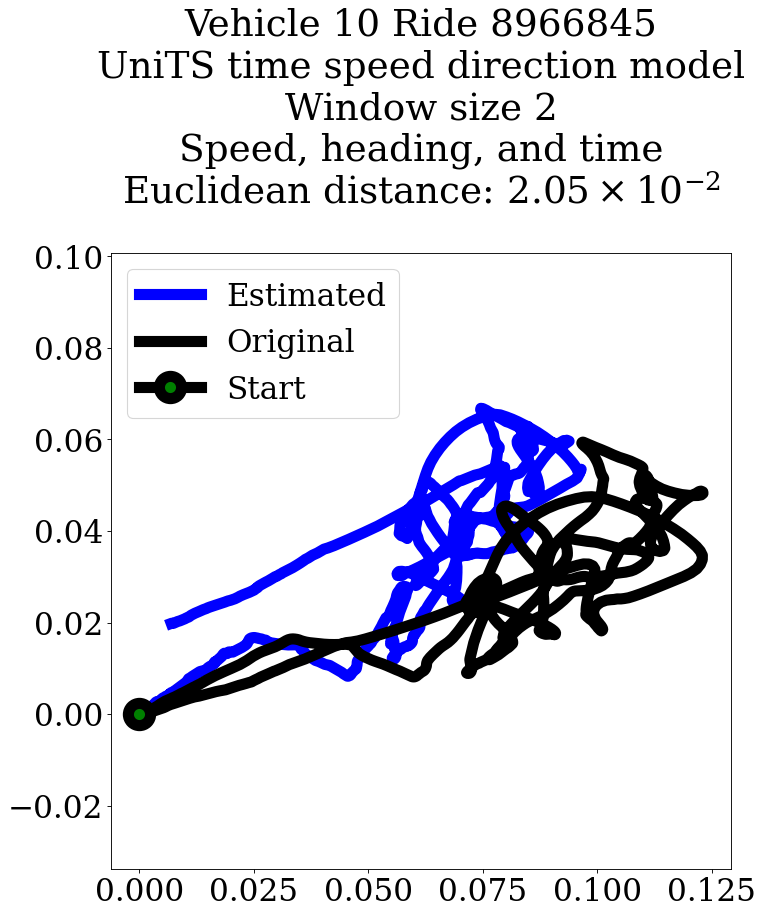 Vehicle 10 Ride 8966845
UniTS time speed direction model
Window size 2
Speed, heading, and time
Euclidean distance: 2.05 × 10⁻²
0.10
0.08
0.06
0.04
0.02
0.00
−0.02
Estimated
Original
Start
0.000 0.025 0.050 0.075 0.100 0.125